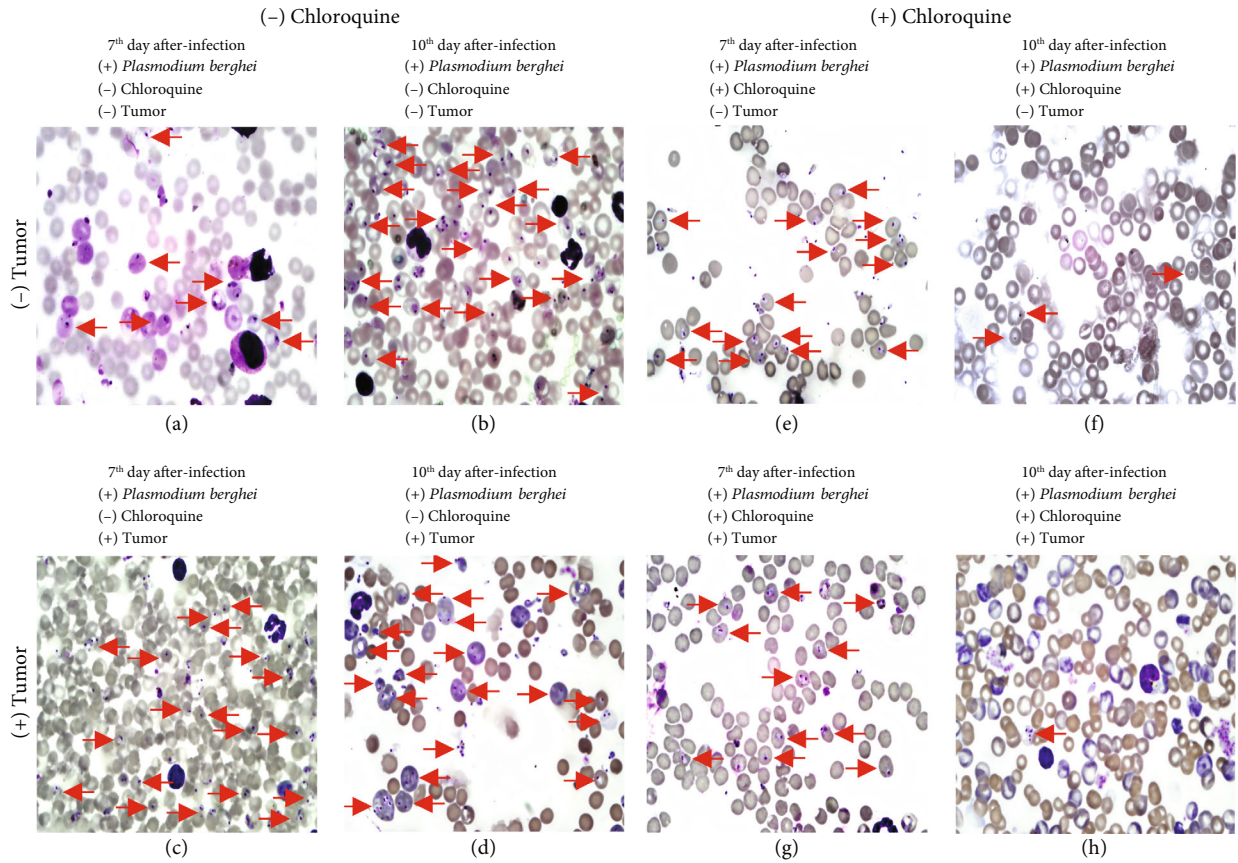 (–) Chloroquine
(+) Chloroquine
7th day after-infection
(+) Plasmodium berghei
(–) Chloroquine
(–) Tumor
10th day after-infection
(+) Plasmodium berghei
(–) Chloroquine
(–) Tumor
7th day after-infection
(+) Plasmodium berghei
(+) Chloroquine
(–) Tumor
10th day after-infection
(+) Plasmodium berghei
(+) Chloroquine
(–) Tumor
(–) Tumor
(a)
(b)
(e)
(f)
7th day after-infection
(+) Plasmodium berghei
(–) Chloroquine
(+) Tumor
10th day after-infection
(+) Plasmodium berghei
(–) Chloroquine
(+) Tumor
7th day after-infection
(+) Plasmodium berghei
(+) Chloroquine
(+) Tumor
10th day after-infection
(+) Plasmodium berghei
(+) Chloroquine
(+) Tumor
(+) Tumor
(c)
(d)
(g)
(h)